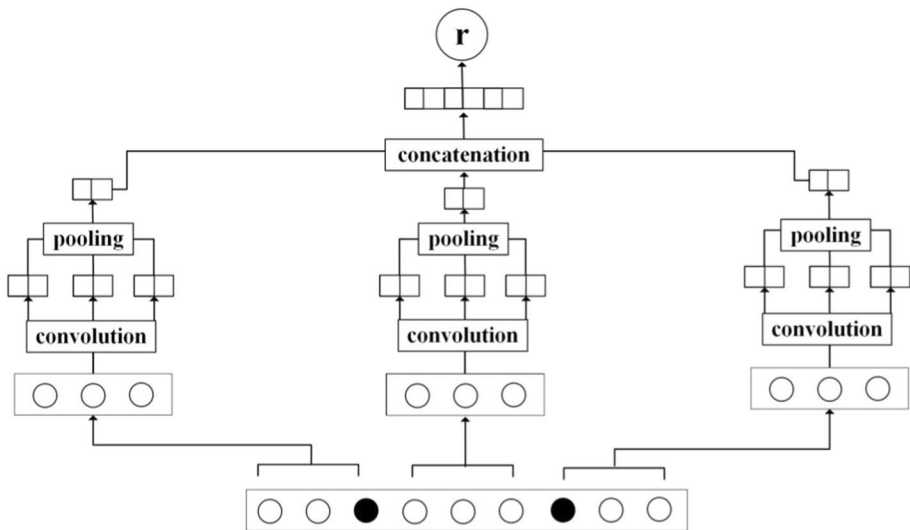 r
concatenation
pooling
pooling
pooling
convolution
convolution
convolution